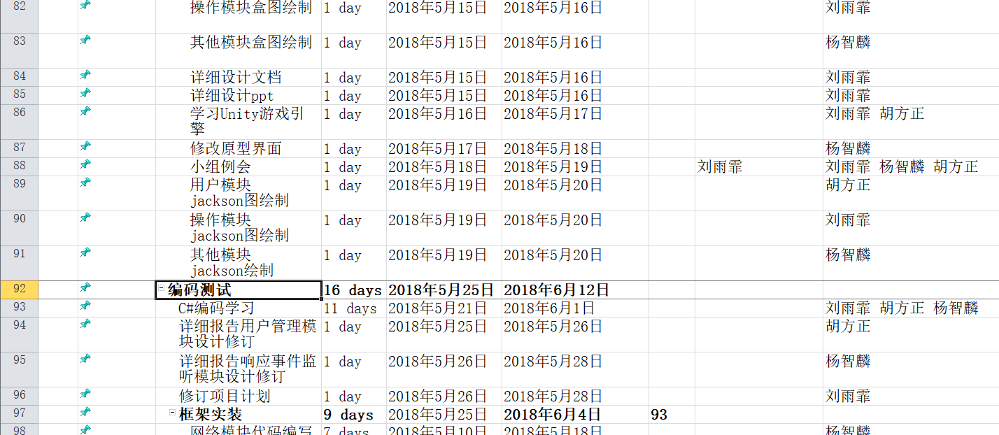 82 操作模块盒图绘制 1 day 2018年5月15日 2018年5月16日 刘雨霏
83 其他模块盒图绘制 1 day 2018年5月15日 2018年5月16日 杨智麟
84 详细设计文档 1 day 2018年5月15日 2018年5月16日 刘雨霏
85 详细设计ppt 1 day 2018年5月15日 2018年5月16日 刘雨霏
86 学习Unity游戏引 1 day 2018年5月16日 2018年5月17日 刘雨霏 胡方正
擎
87 修改原型界面 1 day 2018年5月17日 2018年5月18日 杨智麟
88 小组例会 1 day 2018年5月18日 2018年5月19日 刘雨霏 刘雨霏 杨智麟 胡方正
89 用户模块 1 day 2018年5月19日 2018年5月20日 胡方正
jackson图绘制
90 操作模块 1 day 2018年5月19日 2018年5月20日 刘雨霏
jackson图绘制
91 其他模块 1 day 2018年5月19日 2018年5月20日 杨智麟
jackson绘制
92 编码测试 16 days 2018年5月25日 2018年6月12日
93 C#编码学习 11 days 2018年5月21日 2018年6月1日 刘雨霏 胡方正 杨智麟
94 详细报告用户管理模 1 day 2018年5月25日 2018年5月26日 胡方正
块设计修订
95 详细报告响应事件监 1 day 2018年5月26日 2018年5月28日 杨智麟
听模块设计修订
96 修订项目计划 1 day 2018年5月26日 2018年5月28日 刘雨霏
97 框架实装 9 days 2018年5月25日 2018年6月4日 93
98 网络模块代码编写 7 days 2018年5月10日 2018年5月18日 杨智麟